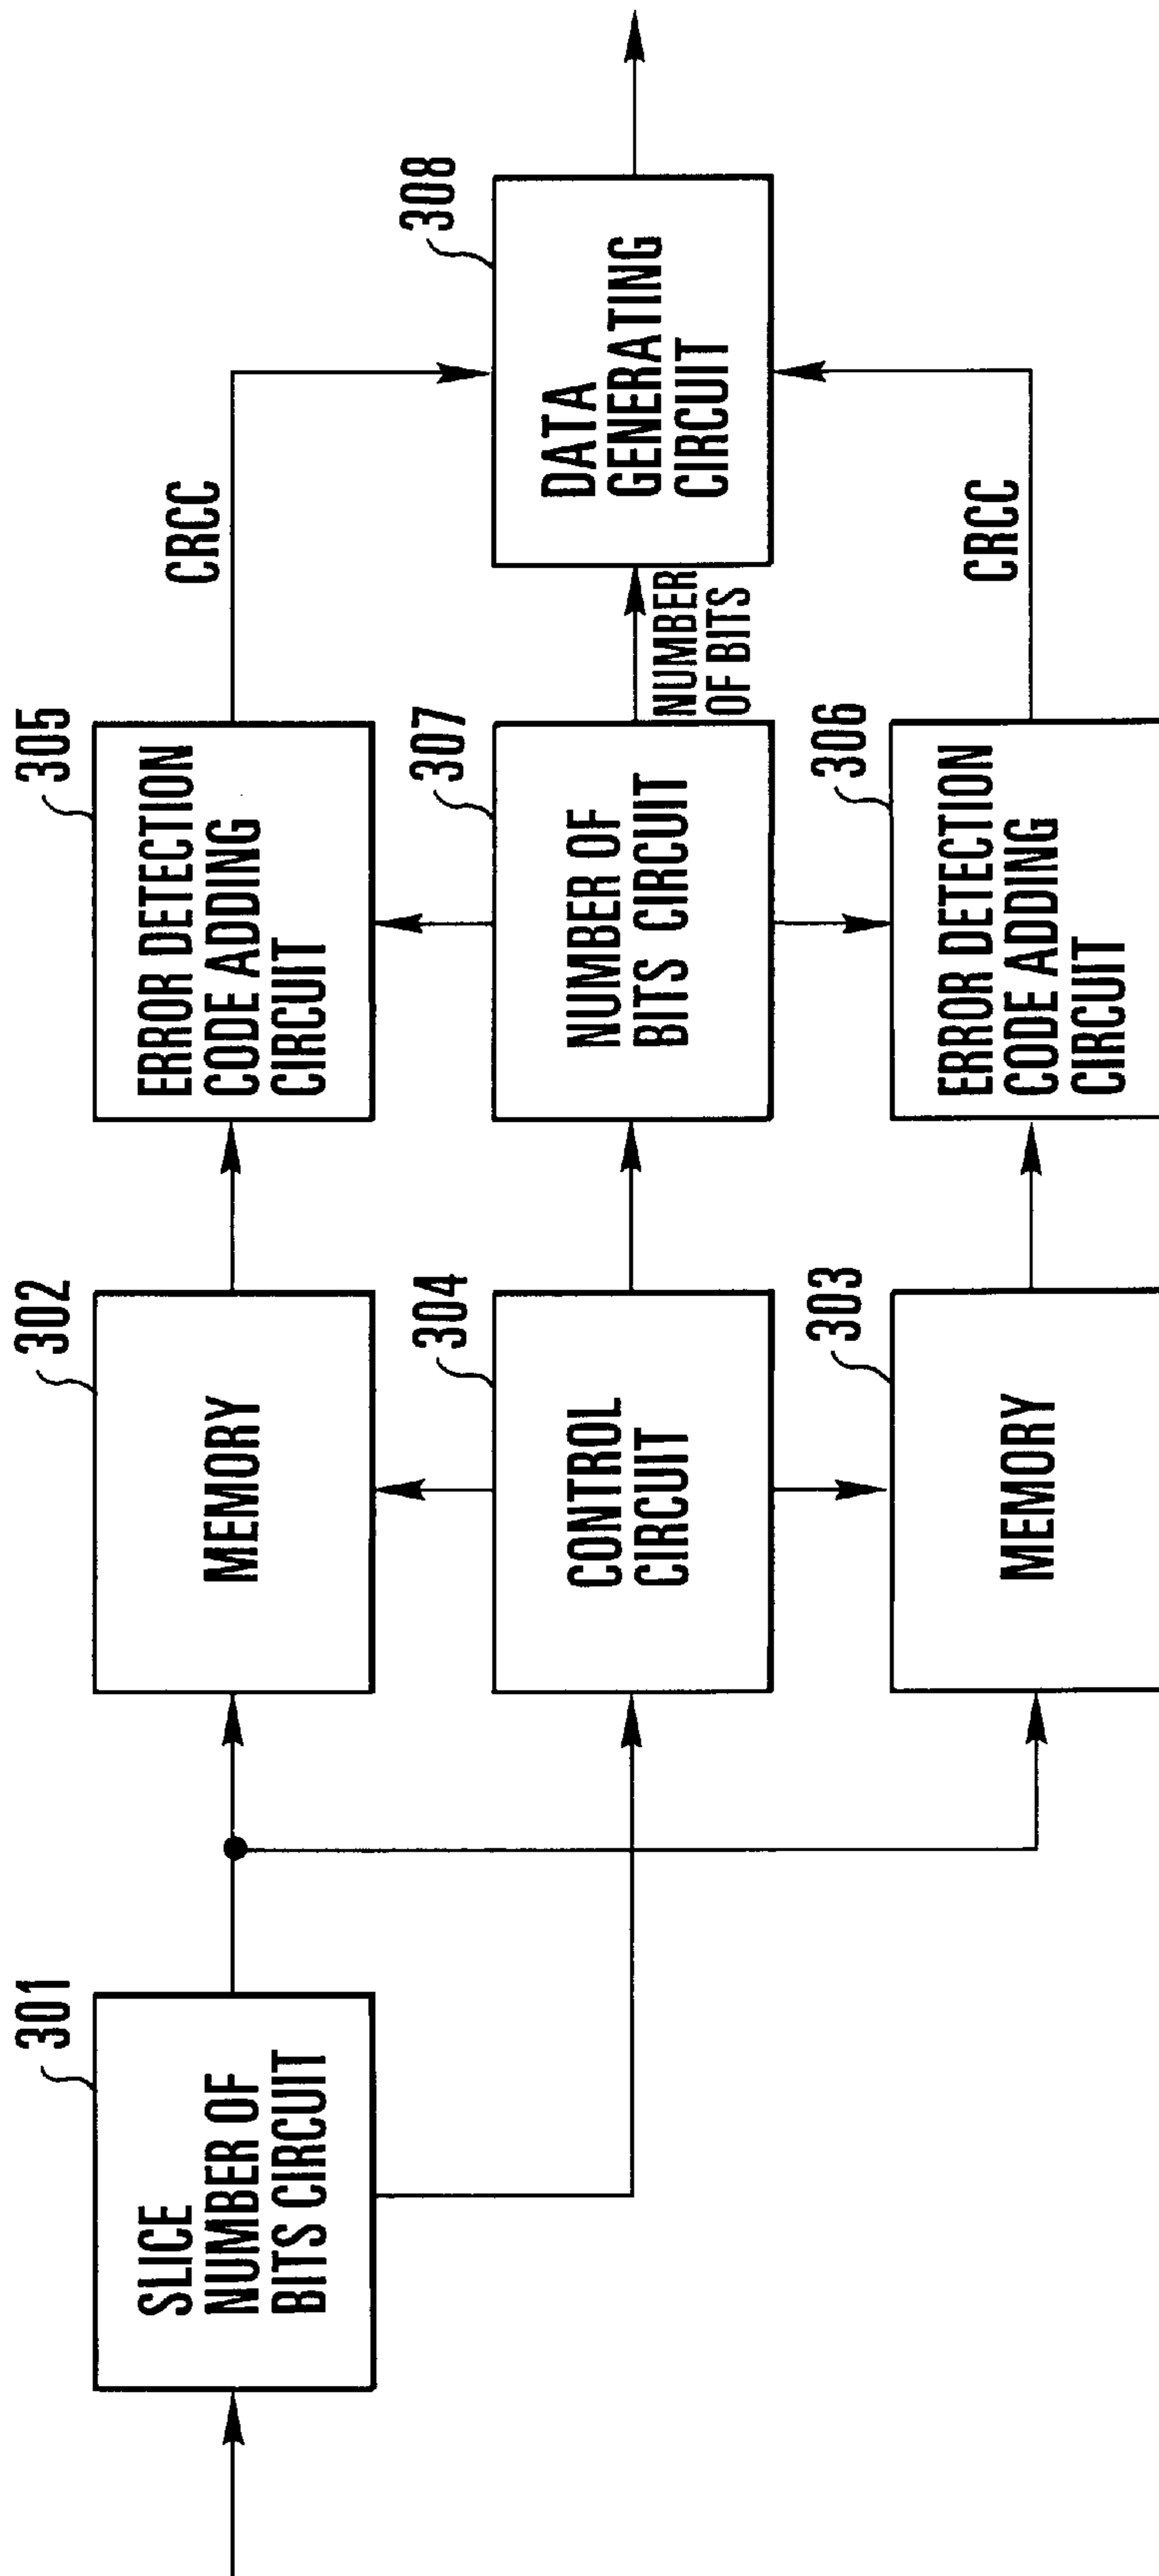 301
SLICE
NUMBER OF
BITS CIRCUIT
302
MEMORY
304
CONTROL
CIRCUIT
303
MEMORY
305
ERROR DETECTION
CODE ADDING
CIRCUIT
307
NUMBER OF
BITS CIRCUIT
306
ERROR DETECTION
CODE ADDING
CIRCUIT
CRCC
NUMBER
OF BITS
CRCC
308
DATA
GENERATING
CIRCUIT